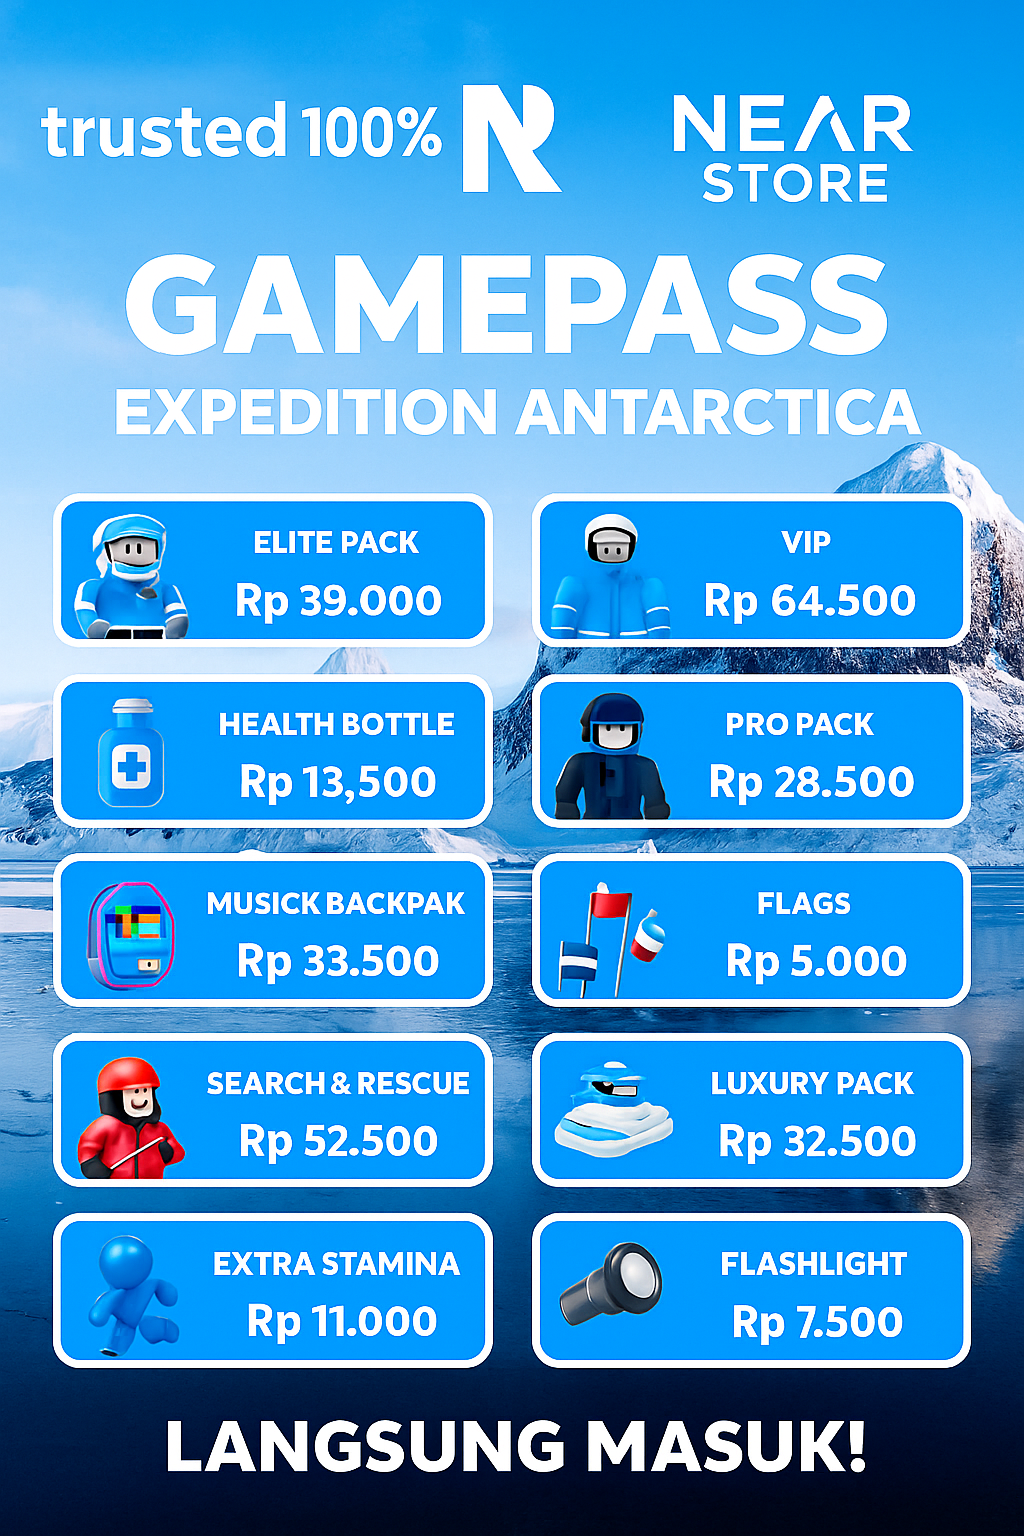 trusted 100%
NEAR
STORE
GAMEPASS
EXPEDITION ANTARCTICA
ELITE PACK
Rp 39.000
VIP
Rp 64.500
HEALTH BOTTLE
Rp 13,500
PRO PACK
Rp 28.500
MUSICK BACKPAK
Rp 33.500
FLAGS
Rp 5.000
SEARCH & RESCUE
Rp 52.500
LUXURY PACK
Rp 32.500
EXTRA STAMINA
Rp 11.000
FLASHLIGHT
Rp 7.500
LANGSUNG MASUK!